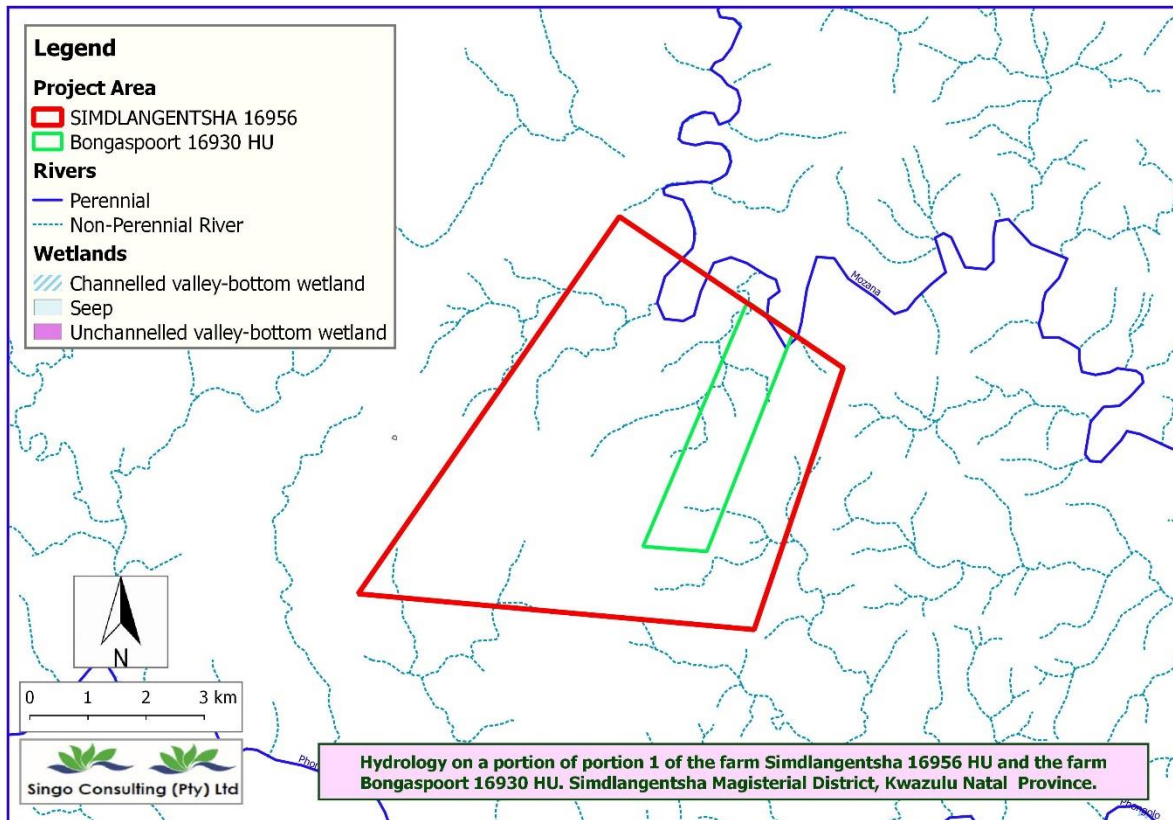 Legend
Project Area
SIMDLANGENTSHA 16956
Bongaspoort 16930 HU
Rivers
Perennial
Non-Perennial River
Wetlands
Channelled valley-bottom wetland
Seep
Unchannelled valley-bottom wetland
Mozana
N
0 1 2 3 km
Singo Consulting (Pty) Ltd
Hydrology on a portion of portion 1 of the farm Simdlangentsha 16956 HU and the farm
Bongaspoort 16930 HU. Simdlangentsha Magisterial District, Kwazulu Natal Province.
Phongolo